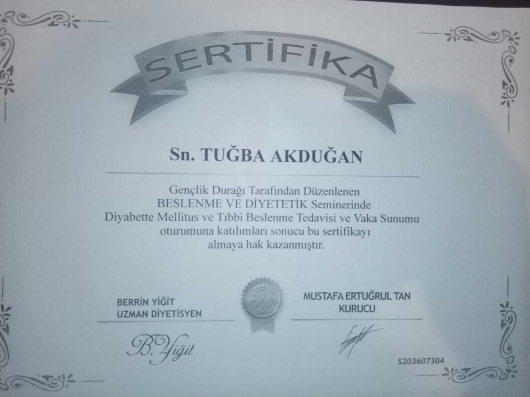 SERTİFİKA
Sn. TUĞBA AKDUĞAN
Gençlik Durağı Tarafından Düzenlenen
BESLENME VE DİYETETİK Seminerinde
Diyabette Mellitus ve Tıbbi Beslenme Tedavisi ve Vaka Sunumu
oturumuna katılımları sonucu bu sertifikayı
almaya hak kazanmıştır.
BERRİN YİĞİT
UZMAN DİYETİSYEN
B.Yiğit
MUSTAFA ERTUĞRUL TAN
KURUCU
S203607304